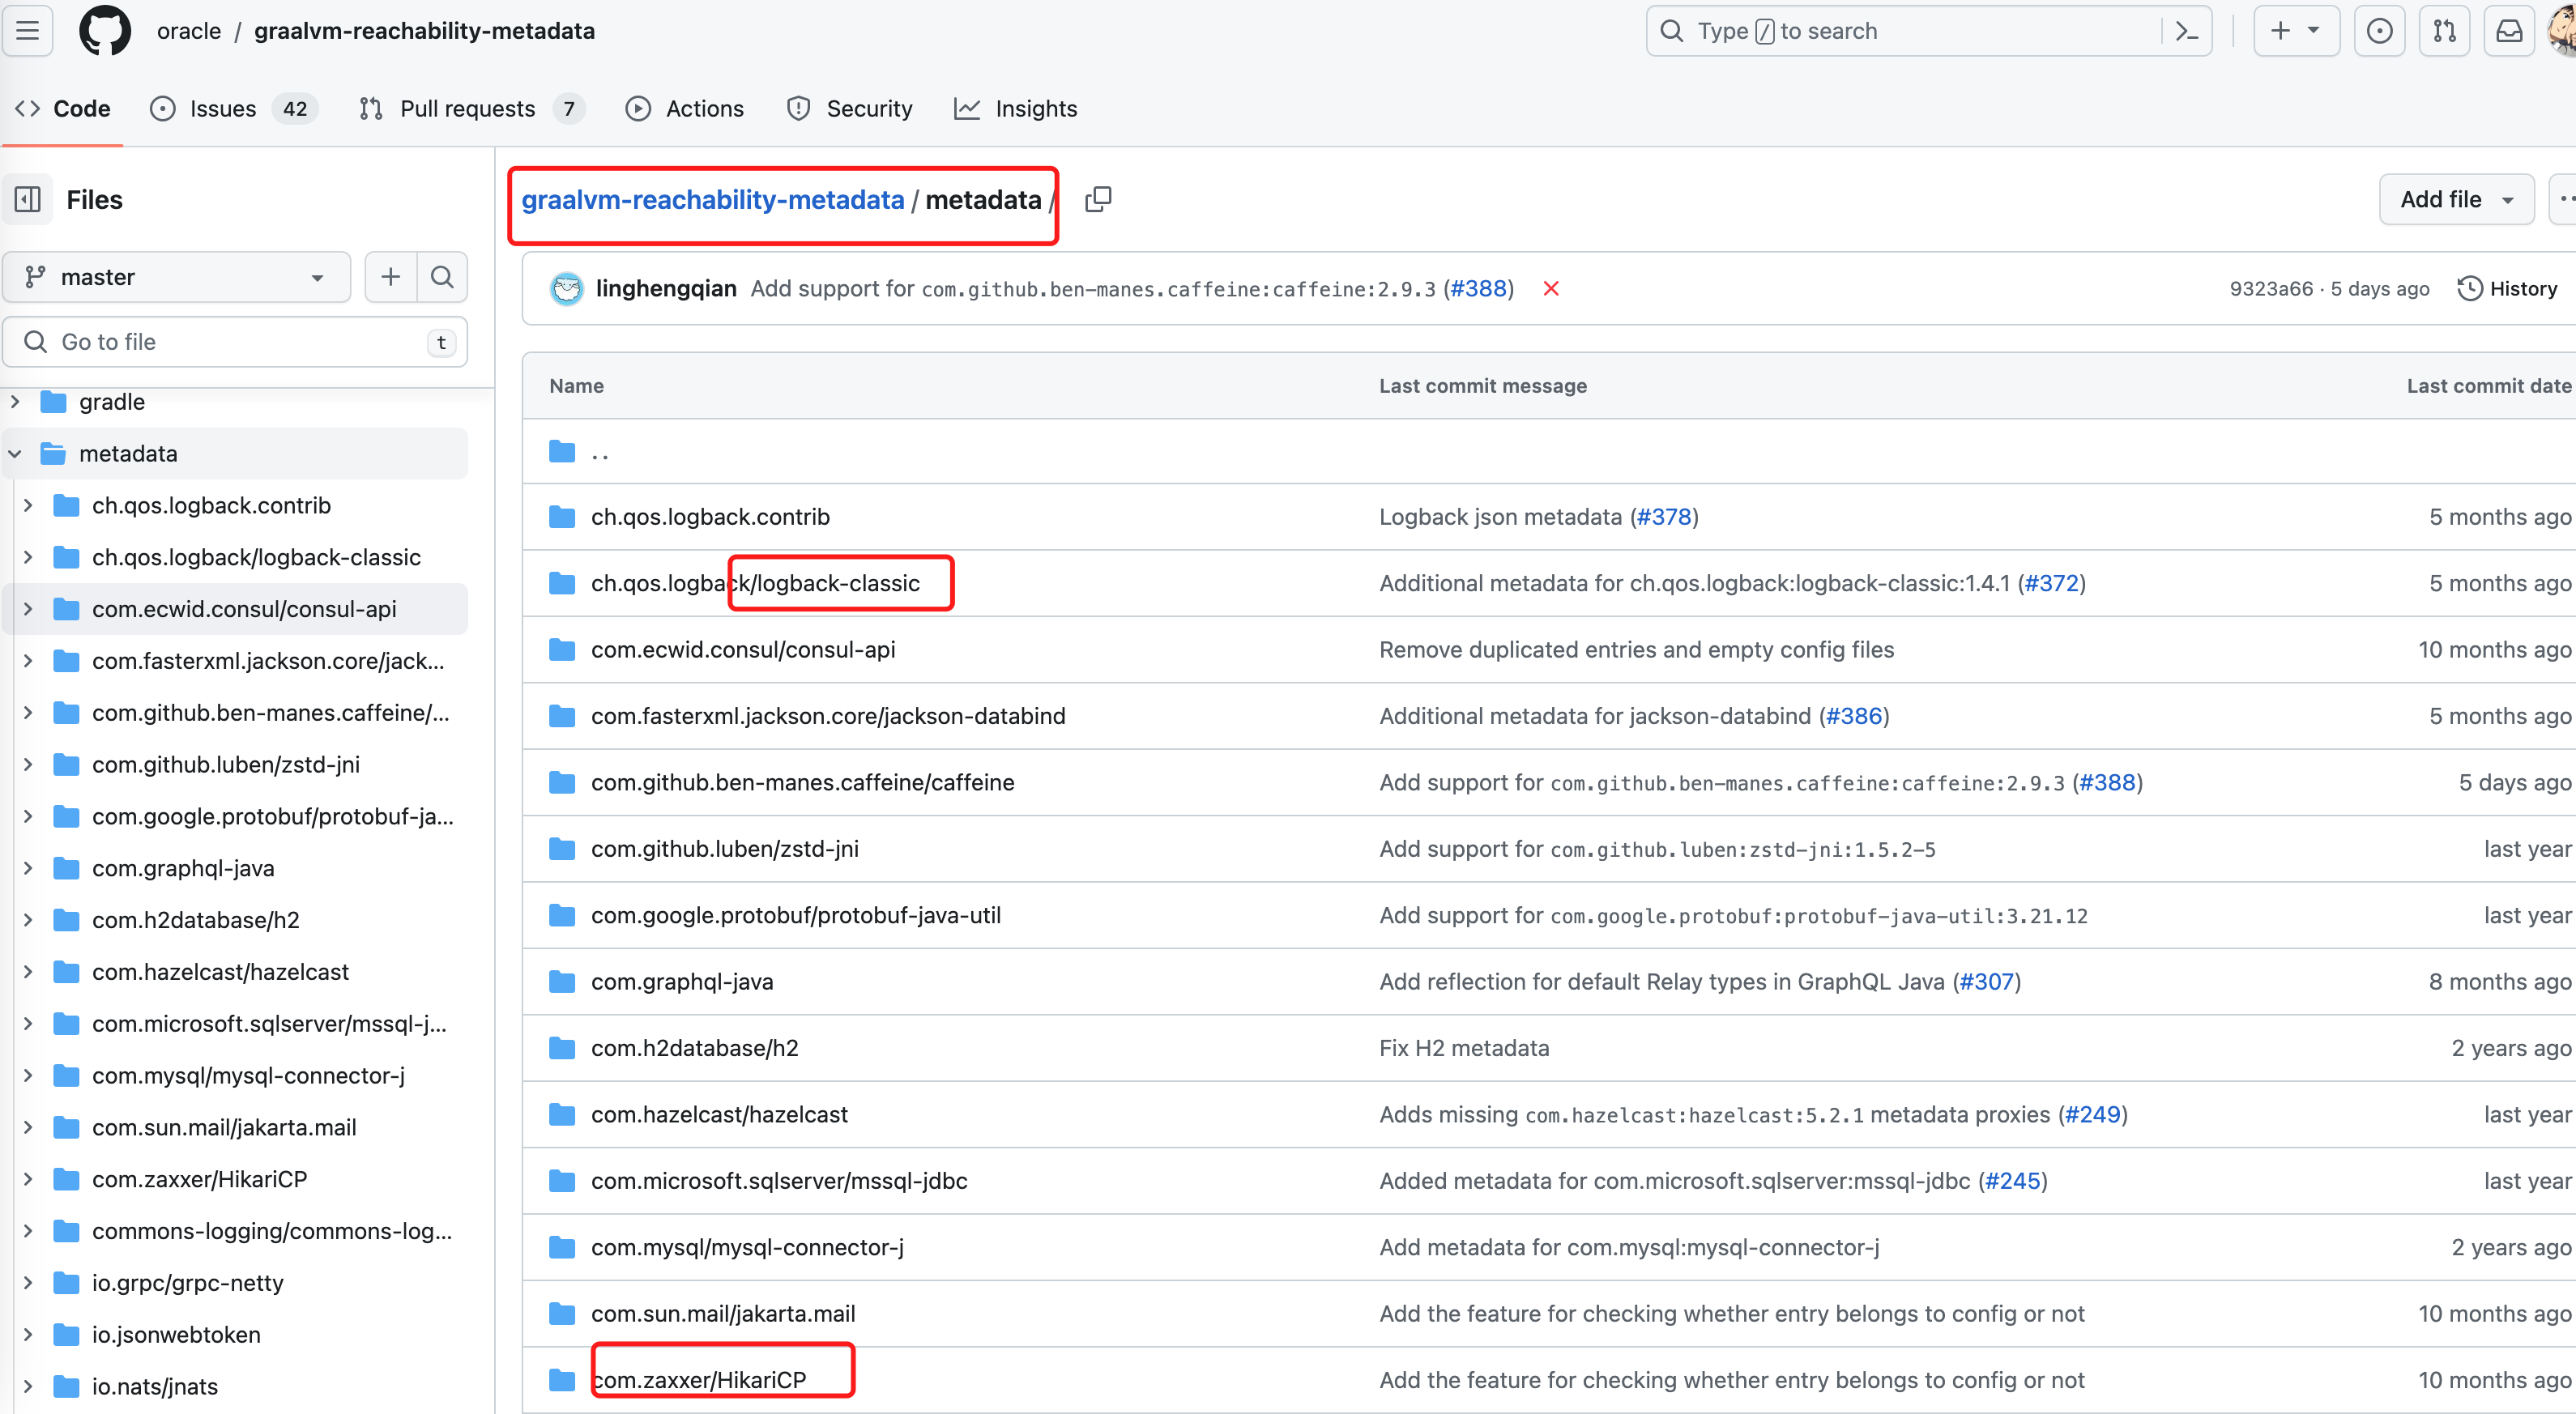 oracle / graalvm-reachability-metadata
Type / to search
Code
Issues 42
Pull requests 7
Actions
Security
Insights
Files
master
Go to file t
gradle
metadata
ch.qos.logback.contrib
ch.qos.logback/logback-classic
com.ecwid.consul/consul-api
com.fasterxml.jackson.core/jack...
com.github.ben-manes.caffeine/...
com.github.luben/zstd-jni
com.google.protobuf/protobuf-ja...
com.graphql-java
com.h2database/h2
com.hazelcast/hazelcast
com.microsoft.sqlserver/mssql-j...
com.mysql/mysql-connector-j
com.sun.mail/jakarta.mail
com.zaxxer/HikariCP
commons-logging/commons-log...
io.grpc/grpc-netty
io.jsonwebtoken
io.nats/jnats
graalvm-reachability-metadata / metadata /
Add file
linghengqian Add support for com.github.ben-manes.caffeine:caffeine:2.9.3 (#388) 9323a66 · 5 days ago History
Name Last commit message Last commit date
..
ch.qos.logback.contrib Logback json metadata (#378) 5 months ago
ch.qos.logback/logback-classic Additional metadata for ch.qos.logback:logback-classic:1.4.1 (#372) 5 months ago
com.ecwid.consul/consul-api Remove duplicated entries and empty config files 10 months ago
com.fasterxml.jackson.core/jackson-databind Additional metadata for jackson-databind (#386) 5 months ago
com.github.ben-manes.caffeine/caffeine Add support for com.github.ben-manes.caffeine:caffeine:2.9.3 (#388) 5 days ago
com.github.luben/zstd-jni Add support for com.github.luben:zstd-jni:1.5.2-5 last year
com.google.protobuf/protobuf-java-util Add support for com.google.protobuf:protobuf-java-util:3.21.12 last year
com.graphql-java Add reflection for default Relay types in GraphQL Java (#307) 8 months ago
com.h2database/h2 Fix H2 metadata 2 years ago
com.hazelcast/hazelcast Adds missing com.hazelcast:hazelcast:5.2.1 metadata proxies (#249) last year
com.microsoft.sqlserver/mssql-jdbc Added metadata for com.microsoft.sqlserver:mssql-jdbc (#245) last year
com.mysql/mysql-connector-j Add metadata for com.mysql:mysql-connector-j 2 years ago
com.sun.mail/jakarta.mail Add the feature for checking whether entry belongs to config or not 10 months ago
com.zaxxer/HikariCP Add the feature for checking whether entry belongs to config or not 10 months ago